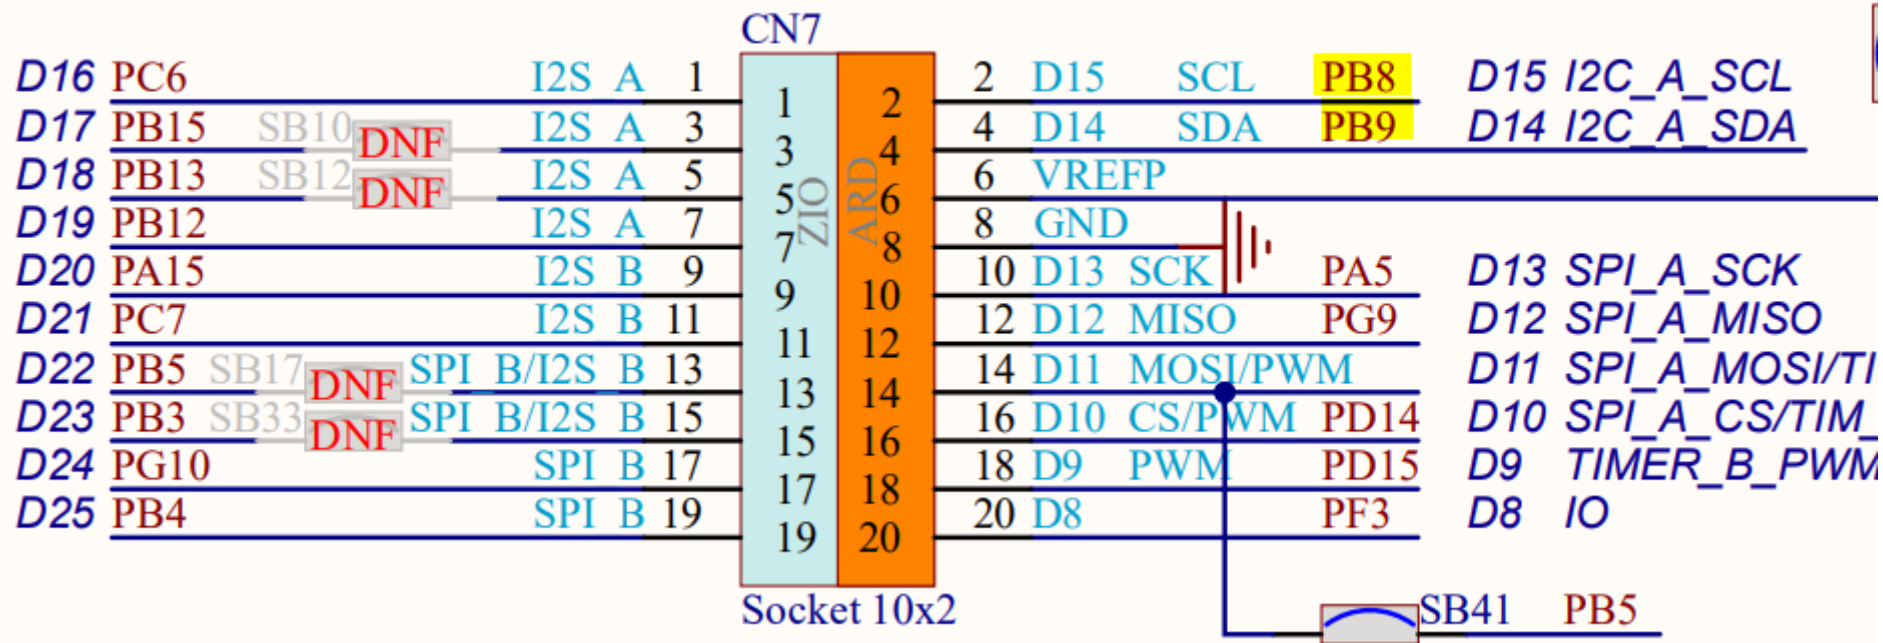 CN7
D16 PC6 I2S A 1 1 2 2 D15 SCL PB8 D15 I2C_A_SCL
D17 PB15 SB10 DNF I2S A 3 3 4 4 D14 SDA PB9 D14 I2C_A_SDA
D18 PB13 SB12 DNF I2S A 5 5 6 6 VREFP
ZIO ARD
D19 PB12 I2S A 7 7 8 8 GND
D20 PA15 I2S B 9 9 10 10 D13 SCK PA5 D13 SPI_A_SCK
D21 PC7 I2S B 11 11 12 12 D12 MISO PG9 D12 SPI_A_MISO
D22 PB5 SB17 DNF SPI B/I2S B 13 13 14 14 D11 MOSI/PWM D11 SPI_A_MOSI/TI
D23 PB3 SB33 DNF SPI B/I2S B 15 15 16 16 D10 CS/PWM PD14 D10 SPI_A_CS/TIM_
D24 PG10 SPI B 17 17 18 18 D9 PWM PD15 D9 TIMER_B_PWM
D25 PB4 SPI B 19 19 20 20 D8 PF3 D8 IO
Socket 10x2
SB41 PB5